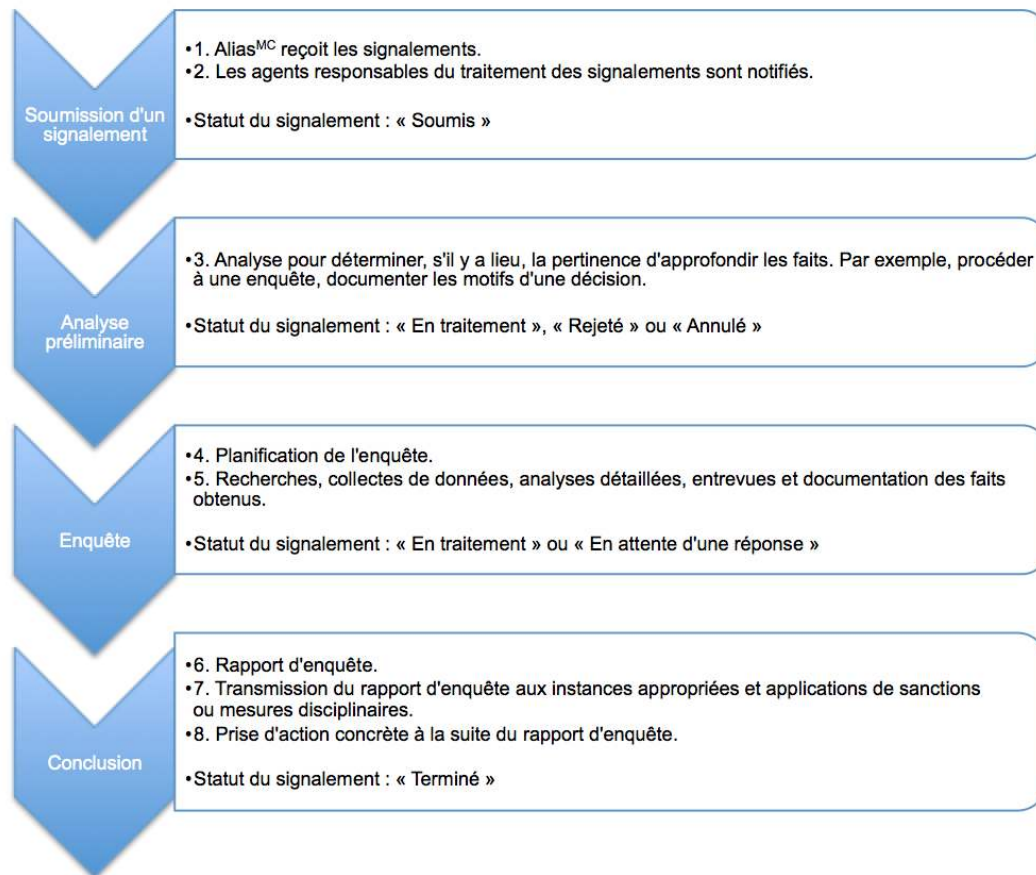 Soumission d'un
signalement
•1. Alias^MC reçoit les signalements.
•2. Les agents responsables du traitement des signalements sont notifiés.
•Statut du signalement : « Soumis »
Analyse
préliminaire
•3. Analyse pour déterminer, s'il y a lieu, la pertinence d'approfondir les faits. Par exemple, procéder
à une enquête, documenter les motifs d'une décision.
•Statut du signalement : « En traitement », « Rejeté » ou « Annulé »
Enquête
•4. Planification de l'enquête.
•5. Recherches, collectes de données, analyses détaillées, entrevues et documentation des faits
obtenus.
•Statut du signalement : « En traitement » ou « En attente d'une réponse »
Conclusion
•6. Rapport d'enquête.
•7. Transmission du rapport d'enquête aux instances appropriées et applications de sanctions
ou mesures disciplinaires.
•8. Prise d'action concrète à la suite du rapport d'enquête.
•Statut du signalement : « Terminé »